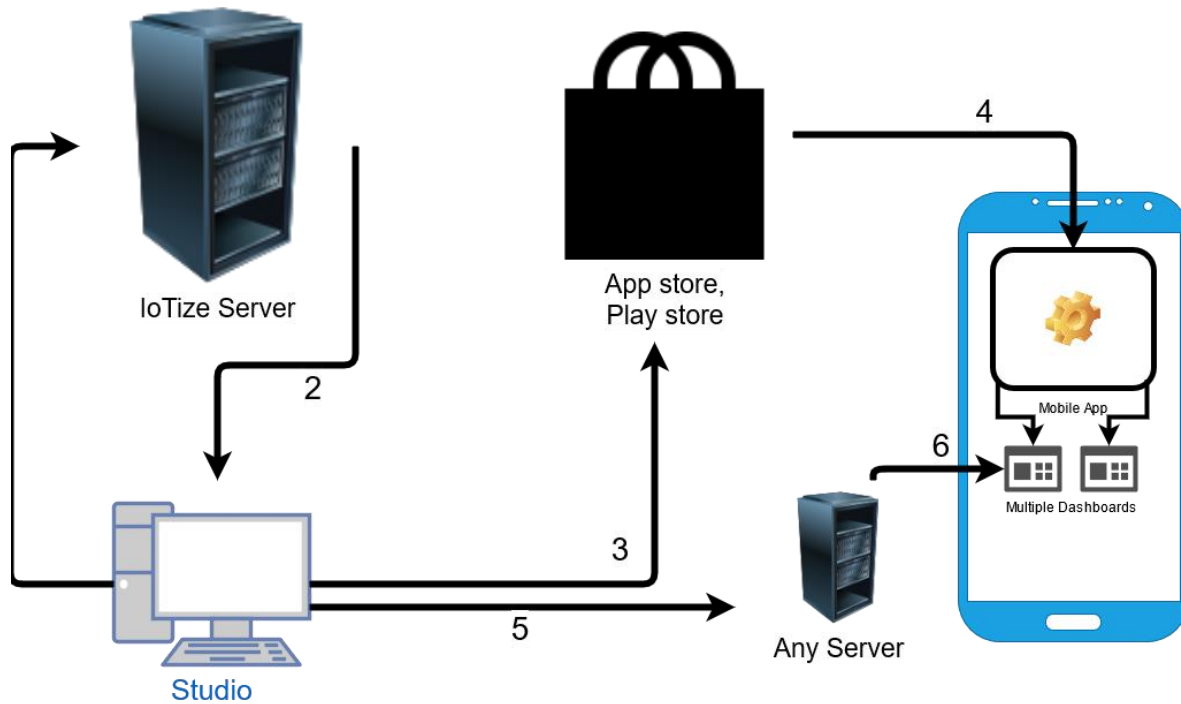 4
IoTize Server
App store,
Play store
2
Mobile App
6
Multiple Dashboards
3
5
Any Server
Studio